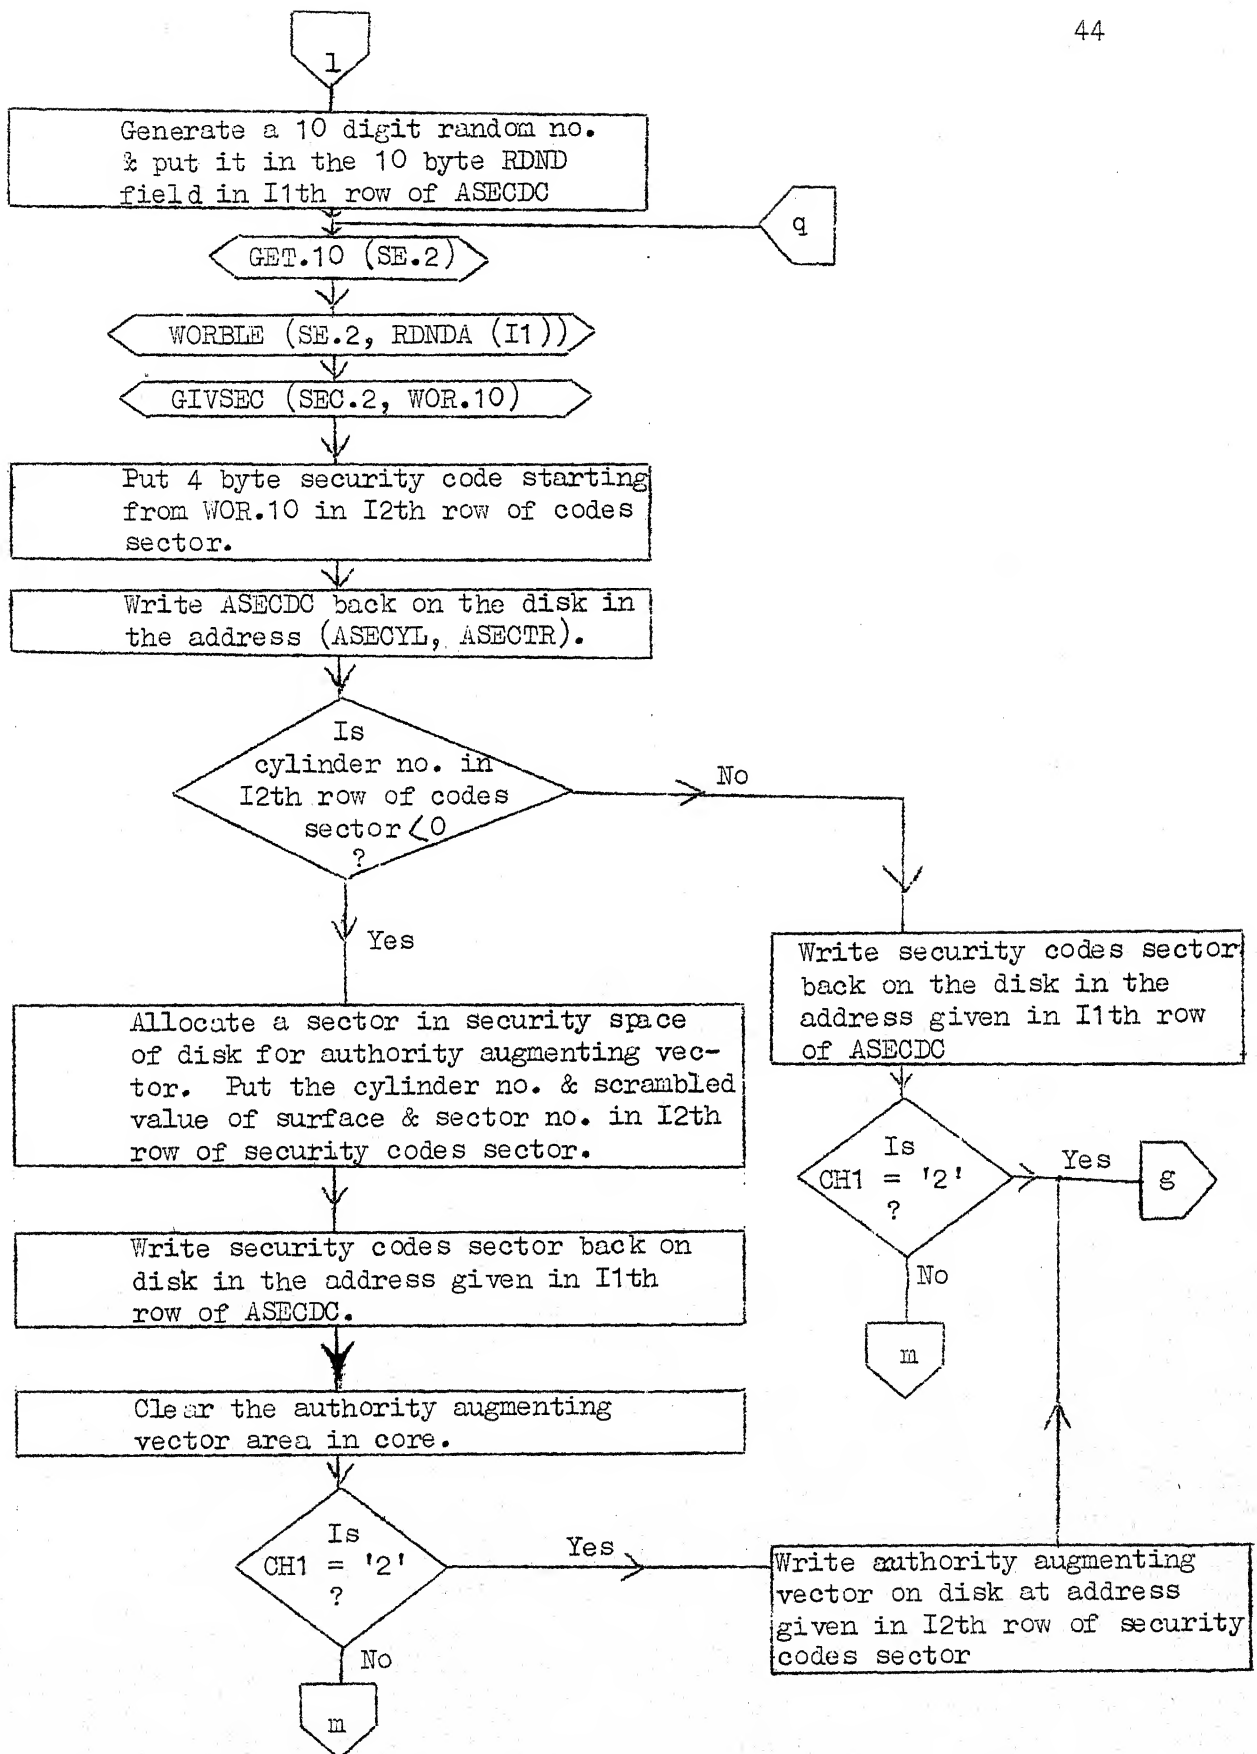 44
l
Generate a 10 digit random no.
& put it in the 10 byte RDND
field in I1th row of ASECDC
q
GET.10 (SE.2)
WORBLE (SE.2, RDNDA (I1))
GIVSEC (SEC.2, WOR.10)
Put 4 byte security code starting
from WOR.10 in I2th row of codes
sector.
Write ASECDC back on the disk in
the address (ASECYL, ASECTR).
Is
cylinder no. in
I2th row of codes
sector<0
?
No
Yes
Write security codes sector
back on the disk in the
address given in I1th row
of ASECDC
Allocate a sector in security space
of disk for authority augmenting vec-
tor. Put the cylinder no. & scrambled
value of surface & sector no. in I2th
row of security codes sector.
Is
CH1 = '2'
?
Yes
g
No
m
Write security codes sector back on
disk in the address given in I1th
row of ASECDC.
Clear the authority augmenting
vector area in core.
Is
CH1 = '2'
?
Yes
Write authority augmenting
vector on disk at address
given in I2th row of security
codes sector
No
m